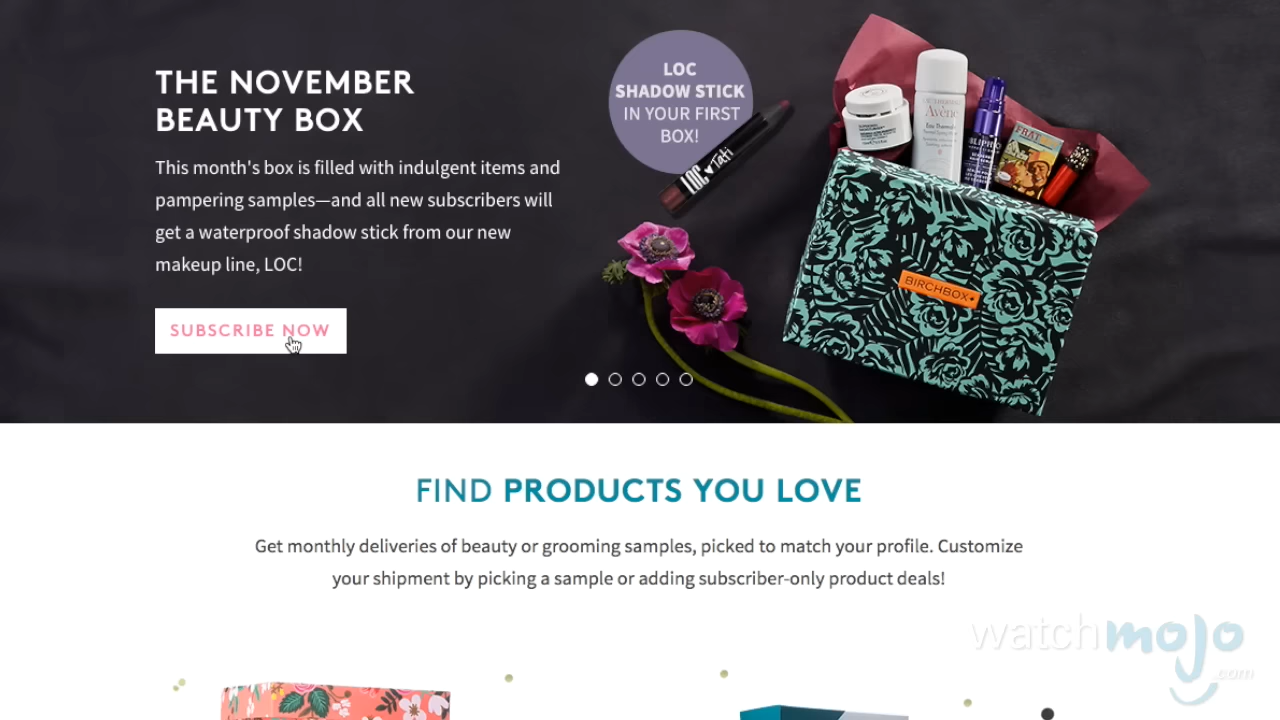 THE NOVEMBER
BEAUTY BOX
This month's box is filled with indulgent items and
pampering samples—and all new subscribers will
get a waterproof shadow stick from our new
makeup line, LOC!
SUBSCRIBE NOW
LOC
SHADOW STICK
IN YOUR FIRST
BOX!
LOC♥Tati
Avène
BIRCHBOX
FIND PRODUCTS YOU LOVE
Get monthly deliveries of beauty or grooming samples, picked to match your profile. Customize
your shipment by picking a sample or adding subscriber-only product deals!
watchmojo
.com